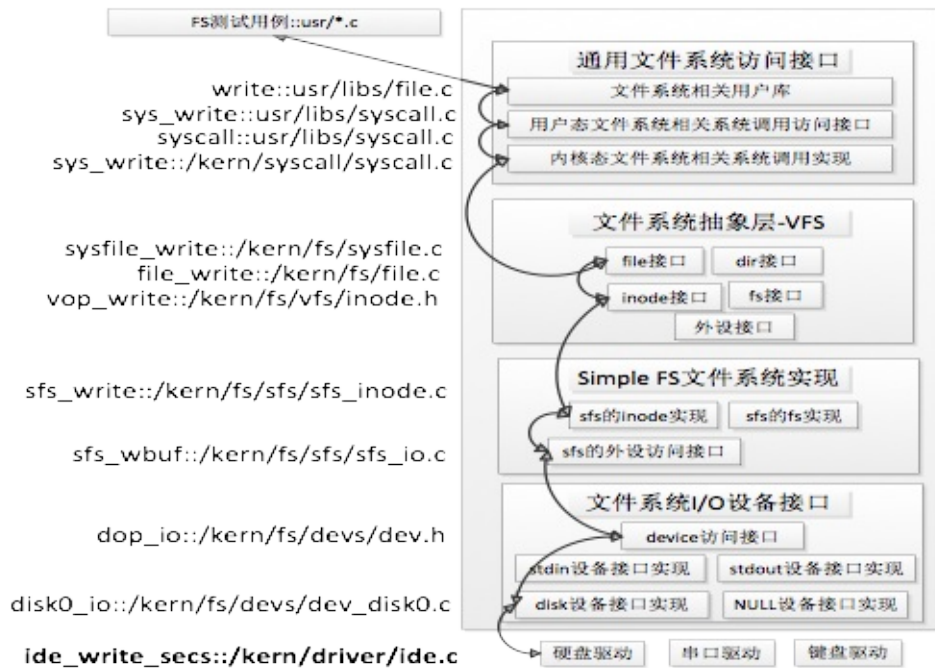 FS测试用例::usr/*.c
通用文件系统访问接口
write::usr/libs/file.c
文件系统相关用户库
sys_write::usr/libs/syscall.c
用户态文件系统相关系统调用访问接口
syscall::usr/libs/syscall.c
sys_write::/kern/syscall/syscall.c
内核态文件系统相关系统调用实现
文件系统抽象层-VFS
sysfile_write::/kern/fs/sysfile.c
file接口
dir接口
file_write::/kern/fs/file.c
vop_write::/kern/fs/vfs/inode.h
inode接口
fs接口
外设接口
Simple FS文件系统实现
sfs_write::/kern/fs/sfs/sfs_inode.c
sfs的inode实现
sfs的fs实现
sfs_wbuf::/kern/fs/sfs/sfs_io.c
sfs的外设访问接口
文件系统I/O设备接口
dop_io::/kern/fs/devs/dev.h
device访问接口
stdin设备接口实现
stdout设备接口实现
disk0_io::/kern/fs/devs/dev_disk0.c
disk设备接口实现
NULL设备接口实现
ide_write_secs::/kern/driver/ide.c
硬盘驱动
串口驱动
键盘驱动